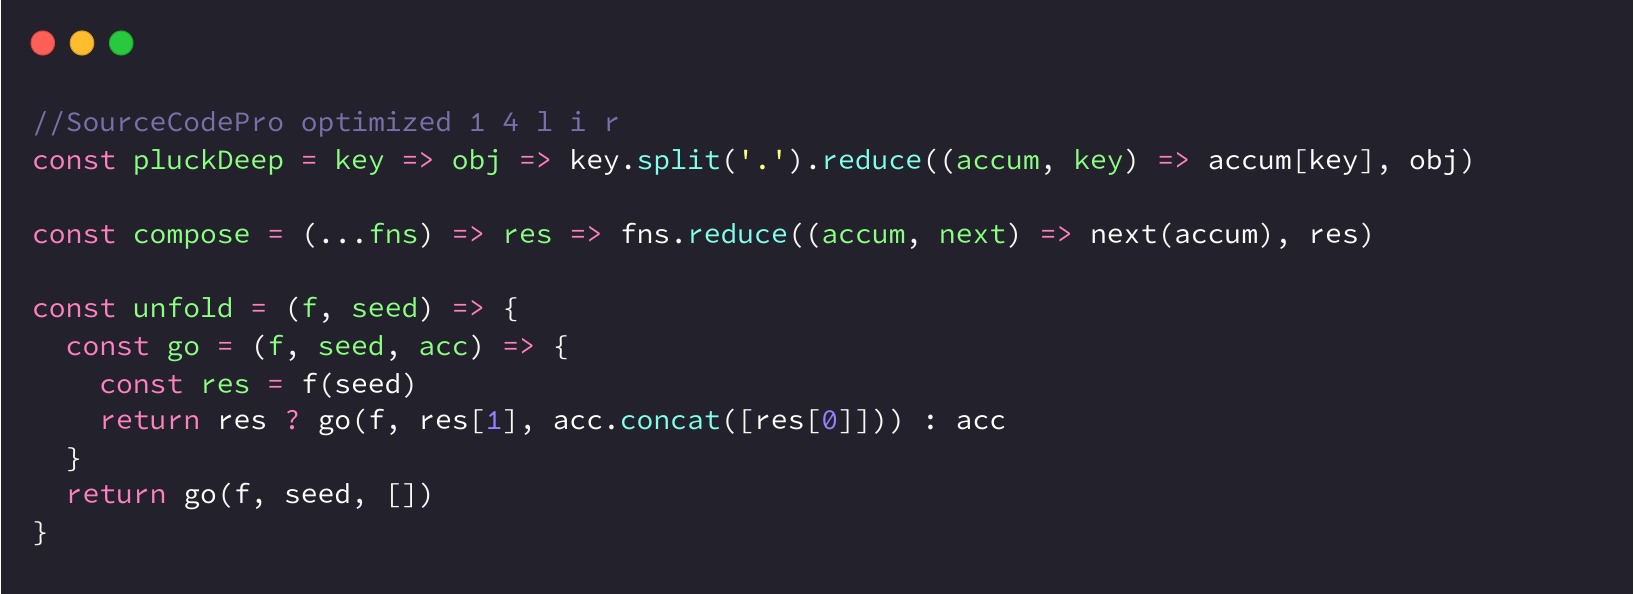 //SourceCodePro optimized 1 4 l i r
const pluckDeep = key => obj => key.split('.').reduce((accum, key) => accum[key], obj)

const compose = (...fns) => res => fns.reduce((accum, next) => next(accum), res)

const unfold = (f, seed) => {
  const go = (f, seed, acc) => {
    const res = f(seed)
    return res ? go(f, res[1], acc.concat([res[0]])) : acc
  }
  return go(f, seed, [])
}